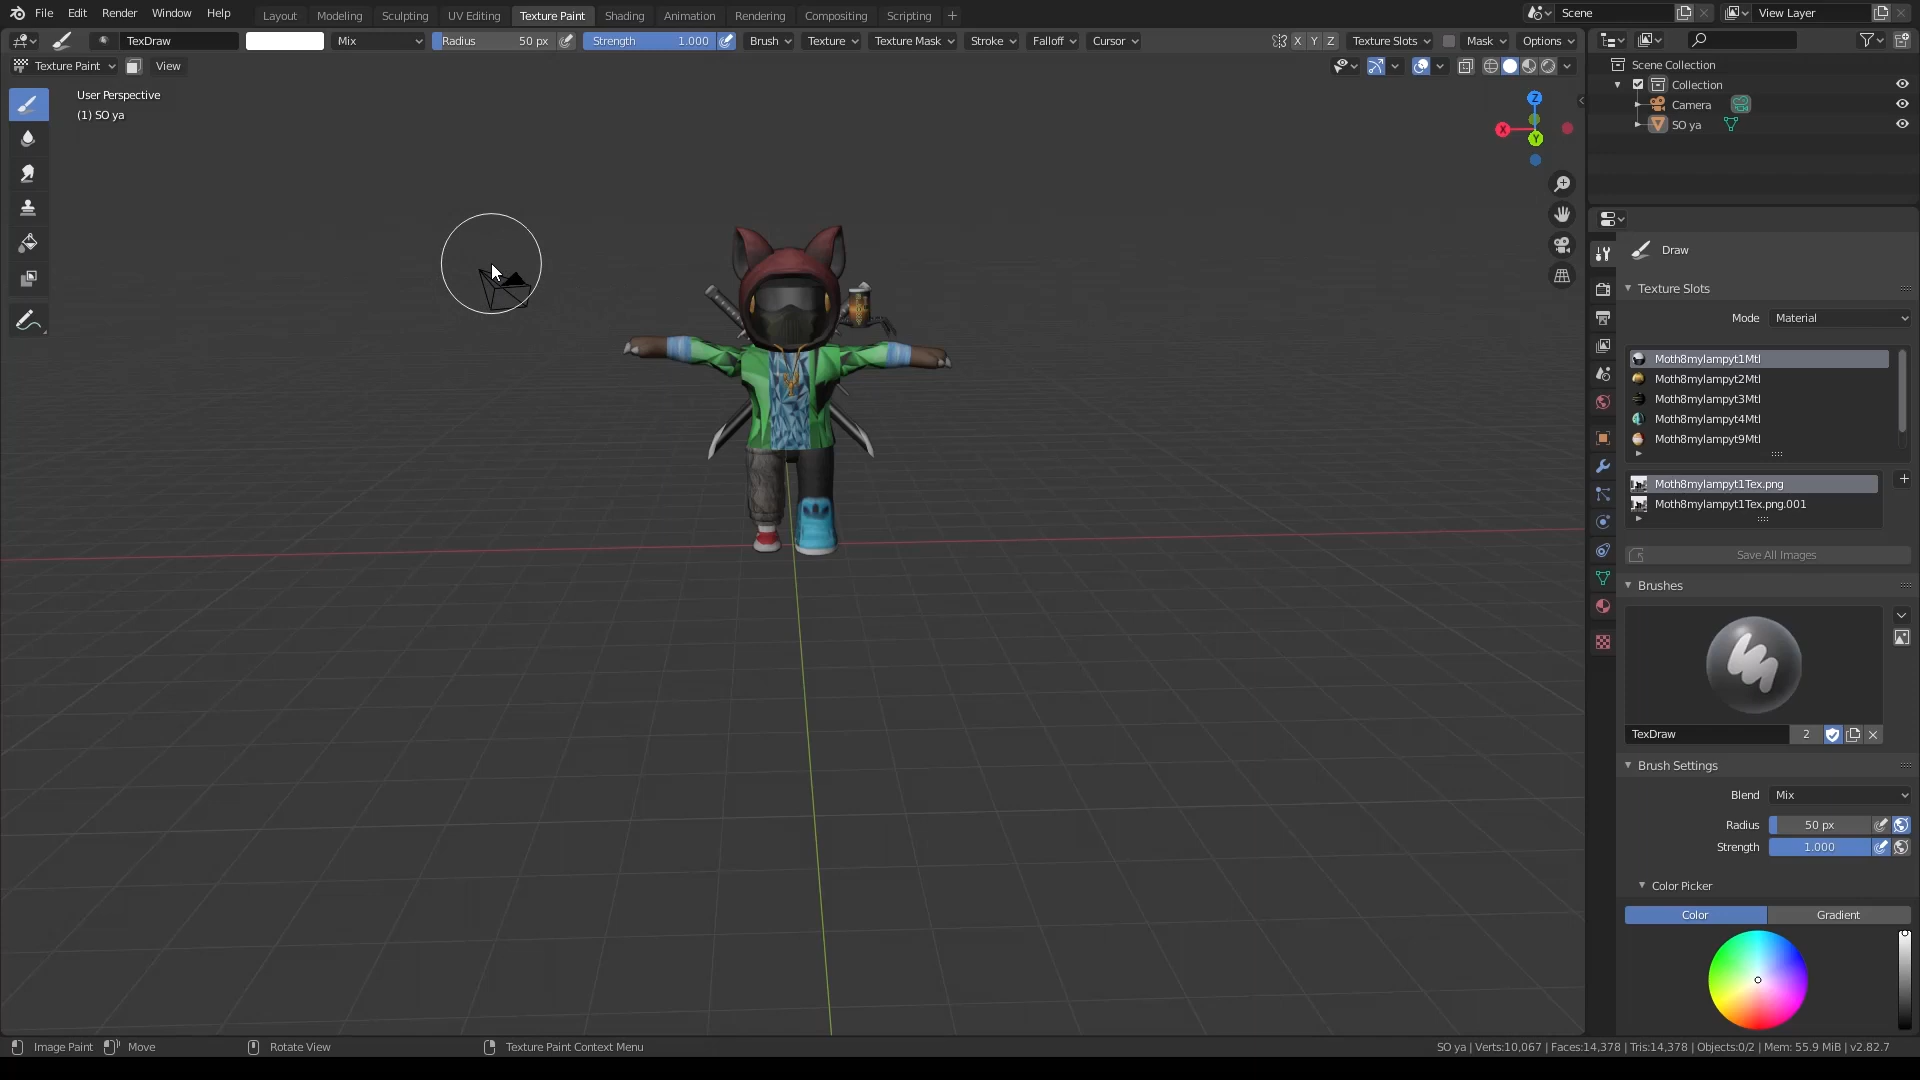 File Edit Render Window Help Layout Modeling Sculpting UV Editing Texture Paint Shading Animation Rendering Compositing Scripting + Scene View Layer
TexDraw Mix Radius 50 px Strength 1.000 Brush Texture Texture Mask Stroke Falloff Cursor X Y Z Texture Slots Mask Options
Texture Paint View
User Perspective
(1) SO ya
Z
X
Y
Scene Collection
Collection
Camera
SO ya
Draw
Texture Slots
Mode Material
Moth8mylampyt1Mtl
Moth8mylampyt2Mtl
Moth8mylampyt3Mtl
Moth8mylampyt4Mtl
Moth8mylampyt9Mtl
Moth8mylampyt1Tex.png
Moth8mylampyt1Tex.png.001
Save All Images
Brushes
TexDraw 2
Brush Settings
Blend Mix
Radius 50 px
Strength 1.000
Color Picker
Color Gradient
Image Paint Move Rotate View Texture Paint Context Menu SO ya | Verts:10,067 | Faces:14,378 | Tris:14,378 | Objects:0/2 | Mem: 55.9 MiB | v2.82.7